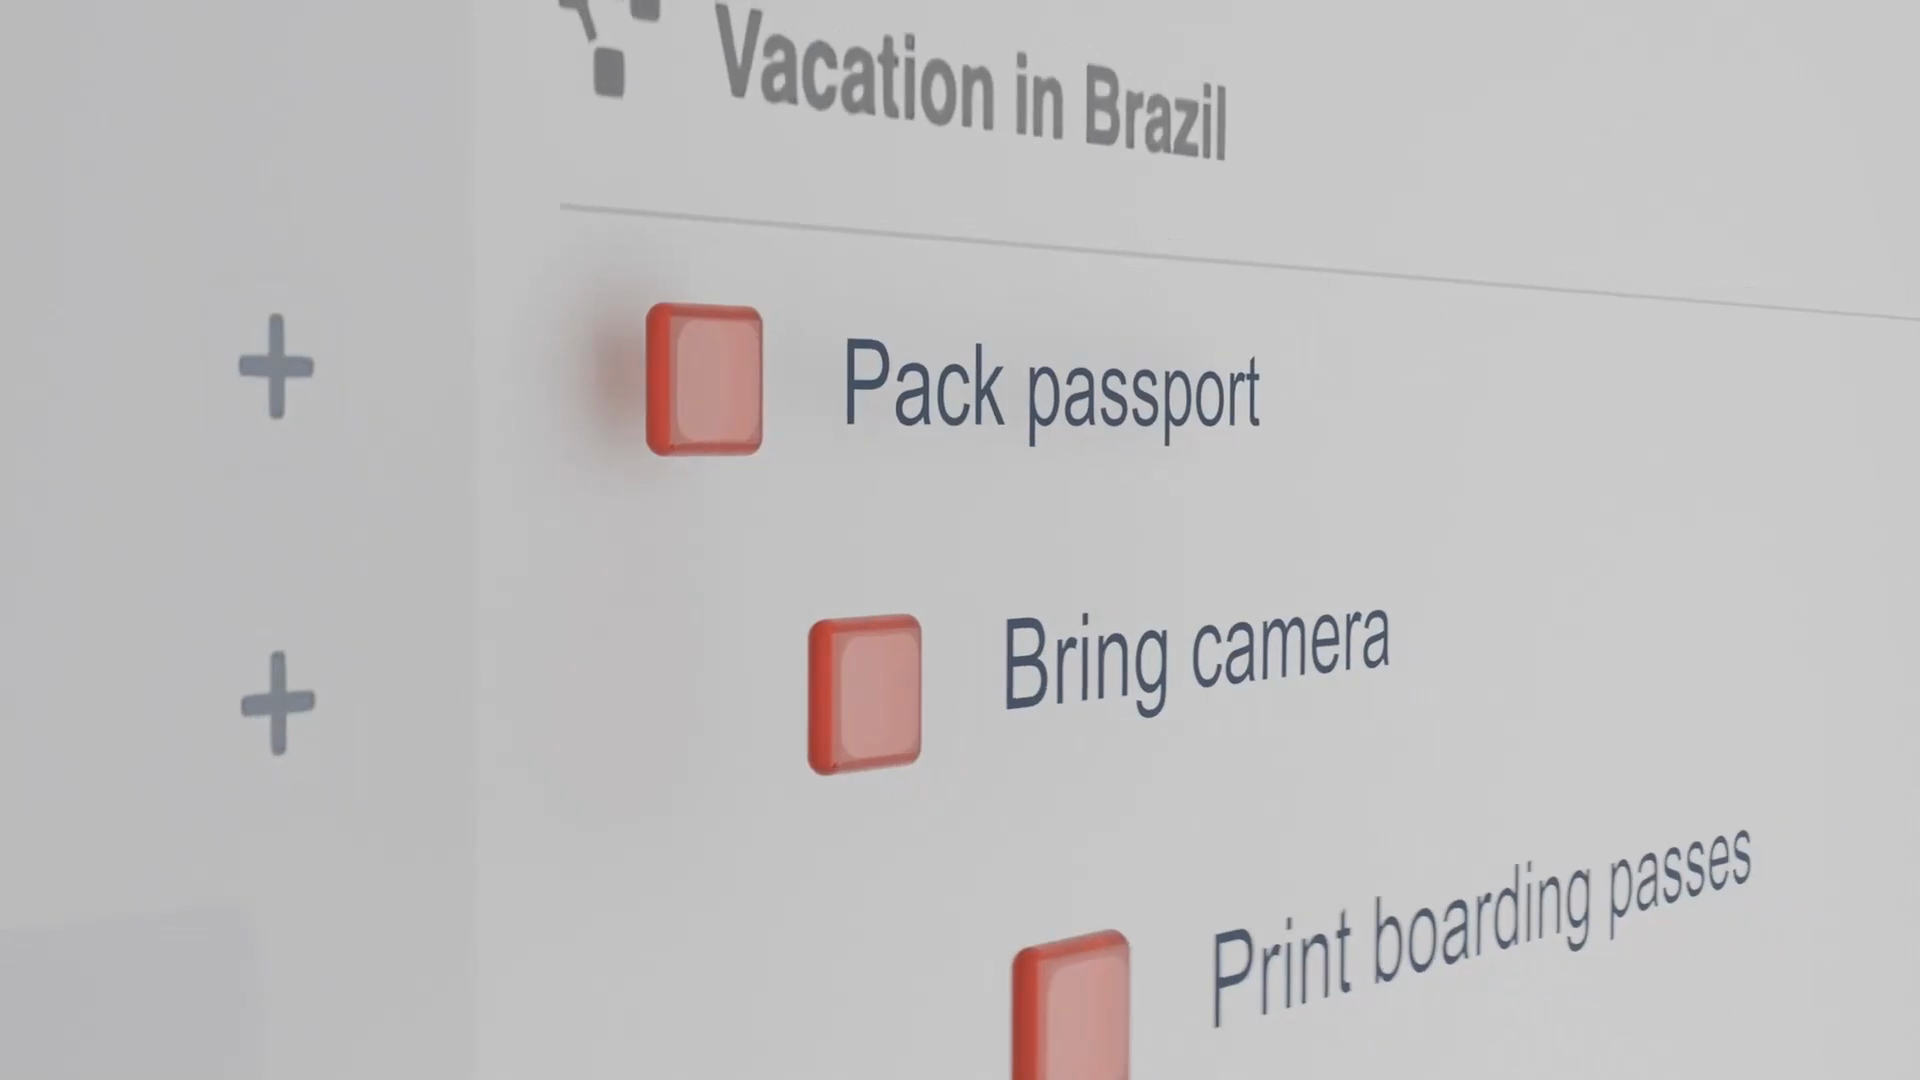 Vacation in Brazil
Pack passport
Bring camera
Print boarding passes